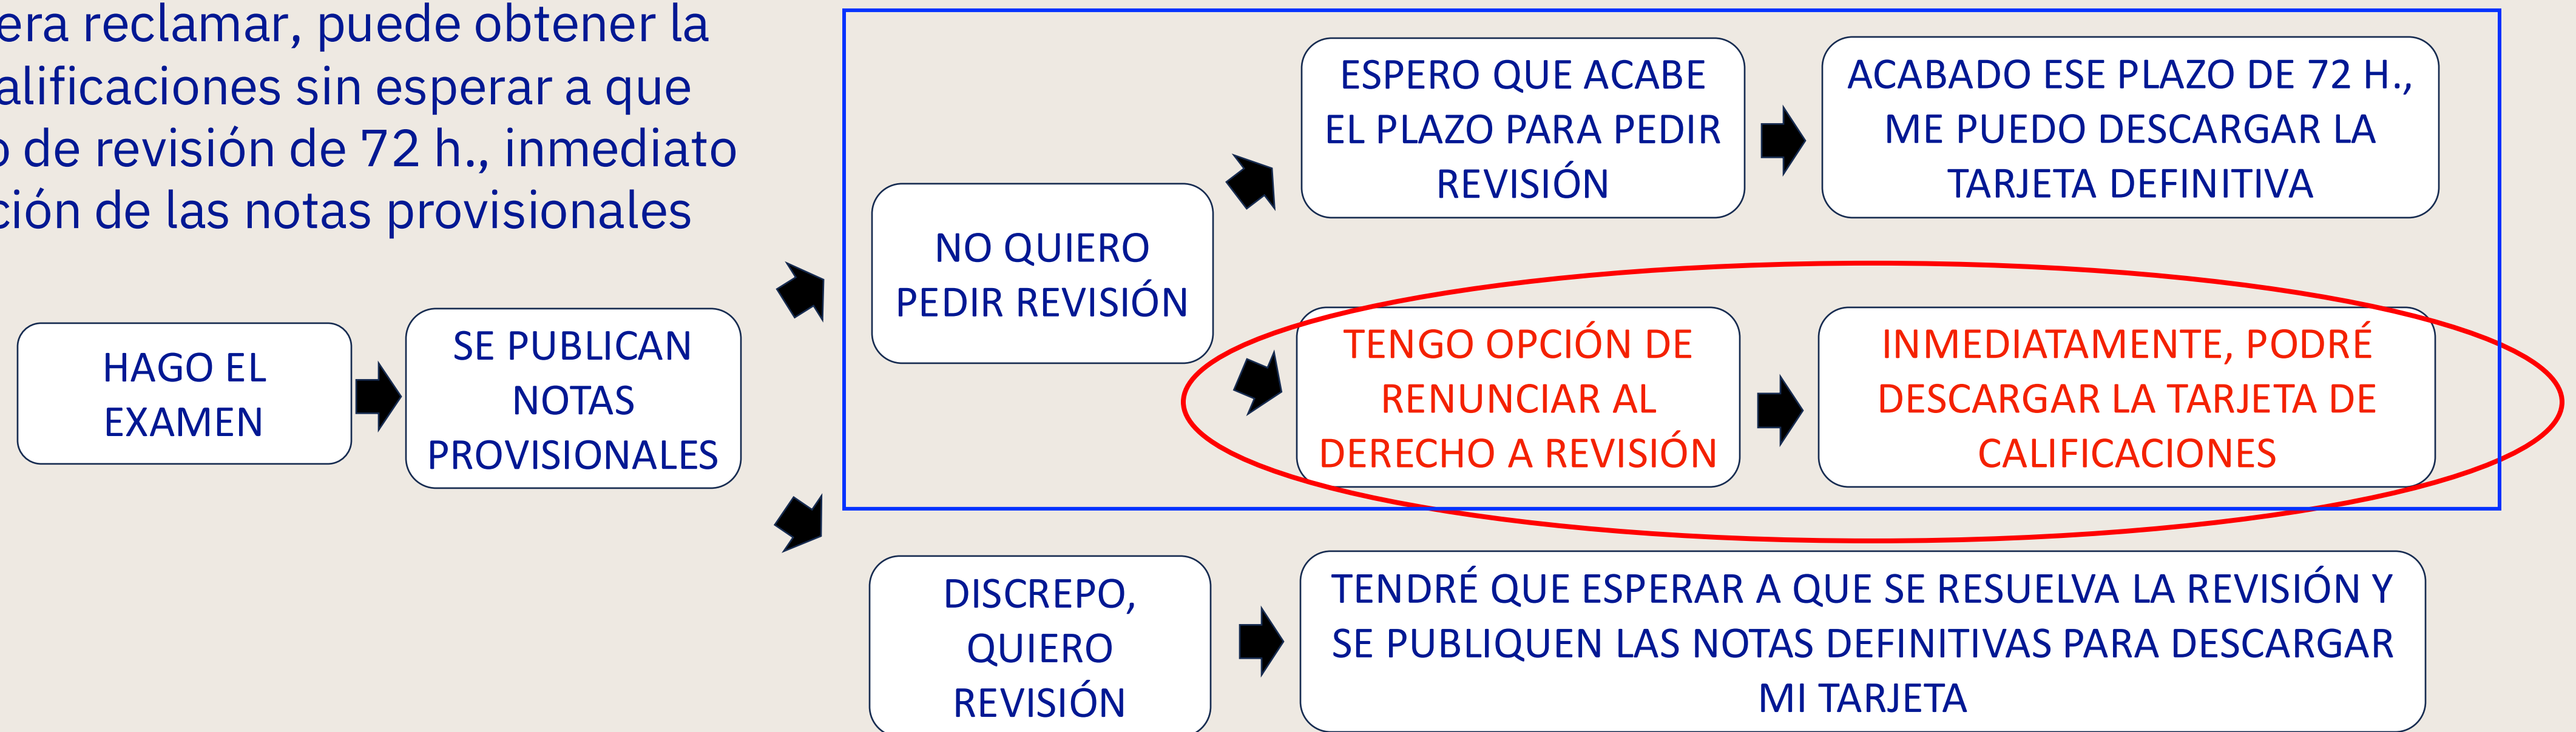 era reclamar, puede obtener la
alificaciones sin esperar a que
de revisión de 72 h., inmediato
ción de las notas provisionales
HAGO EL
EXAMEN
SE PUBLICAN
NOTAS
PROVISIONALES
NO QUIERO
PEDIR REVISIÓN
ESPERO QUE ACABE
EL PLAZO PARA PEDIR
REVISIÓN
ACABADO ESE PLAZO DE 72 H.,
ME PUEDO DESCARGAR LA
TARJETA DEFINITIVA
TENGO OPCIÓN DE
RENUNCIAR AL
DERECHO A REVISIÓN
INMEDIATAMENTE, PODRÉ
DESCARGAR LA TARJETA DE
CALIFICACIONES
DISCREPO,
QUIERO
REVISIÓN
TENDRÉ QUE ESPERAR A QUE SE RESUELVA LA REVISIÓN Y
SE PUBLIQUEN LAS NOTAS DEFINITIVAS PARA DESCARGAR
MI TARJETA